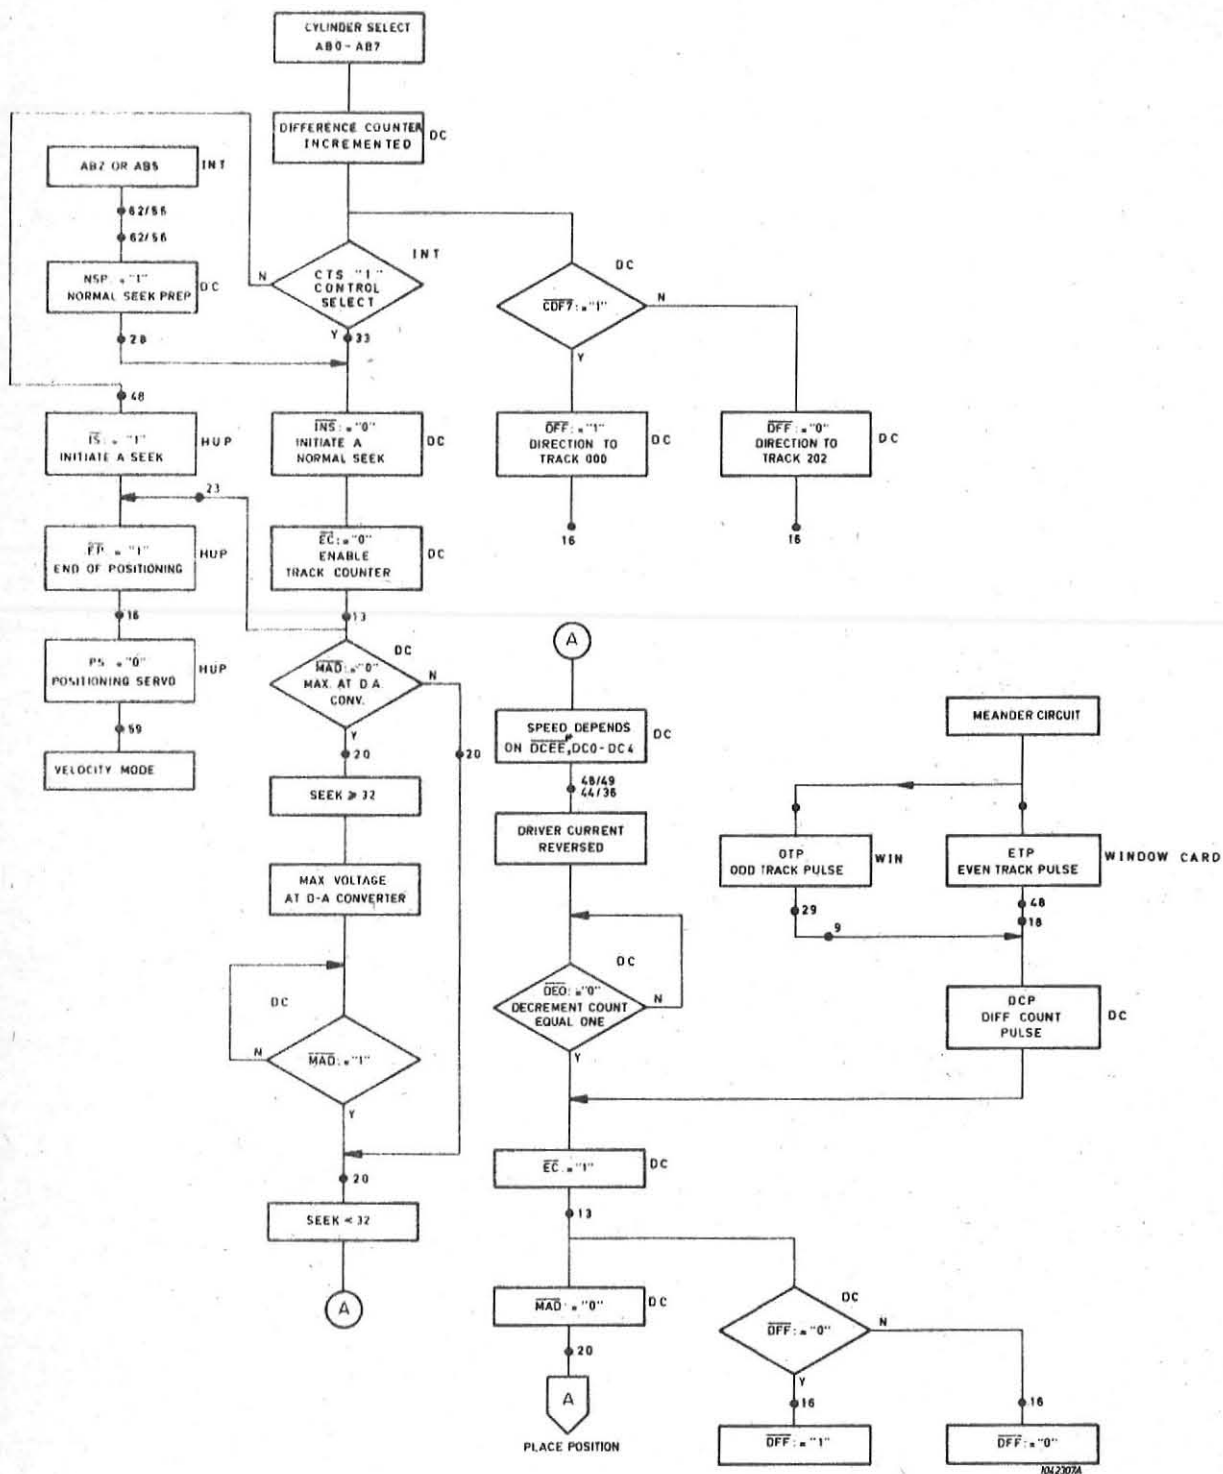 CYLINDER SELECT
AB0 - AB7
DIFFERENCE COUNTER
INCREMENTED
DC
AB2 OR AB5
INT
62/56
62/56
NSP := "1"
NORMAL SEEK PREP
DC
28
N
CTS "1"
CONTROL
SELECT
INT
Y
33
DC
CDF7 := "1"
N
Y
48
IS := "1"
INITIATE A SEEK
HUP
INS := "0"
INITIATE A
NORMAL SEEK
DC
DFF := "1"
DIRECTION TO
TRACK 000
DC
DFF := "0"
DIRECTION TO
TRACK 202
DC
23
16
16
EP = "1"
END OF POSITIONING
HUP
EC := "0"
ENABLE
TRACK COUNTER
DC
16
13
PS = "0"
POSITIONING SERVO
HUP
DC
MAD := "0"
MAX. AT D A
CONV.
N
Y
59
20
20
VELOCITY MODE
A
SPEED DEPENDS
ON DCEE, DC0 - DC4
DC
MEANDER CIRCUIT
SEEK ≥ 32
48/49
44/36
DRIVER CURRENT
REVERSED
OTP
ODD TRACK PULSE
WIN
ETP
EVEN TRACK PULSE
WINDOW CARD
MAX VOLTAGE
AT D-A CONVERTER
29
9
48
18
DC
N
MAD := "1"
Y
DC
DEO := "0"
DECREMENT COUNT
EQUAL ONE
N
Y
DCP
DIFF COUNT
PULSE
DC
20
SEEK < 32
A
EC = "1"
DC
13
MAD := "0"
DC
DC
DFF := "0"
N
Y
20
A
PLACE POSITION
16
16
DFF := "1"
DFF := "0"
1042307A